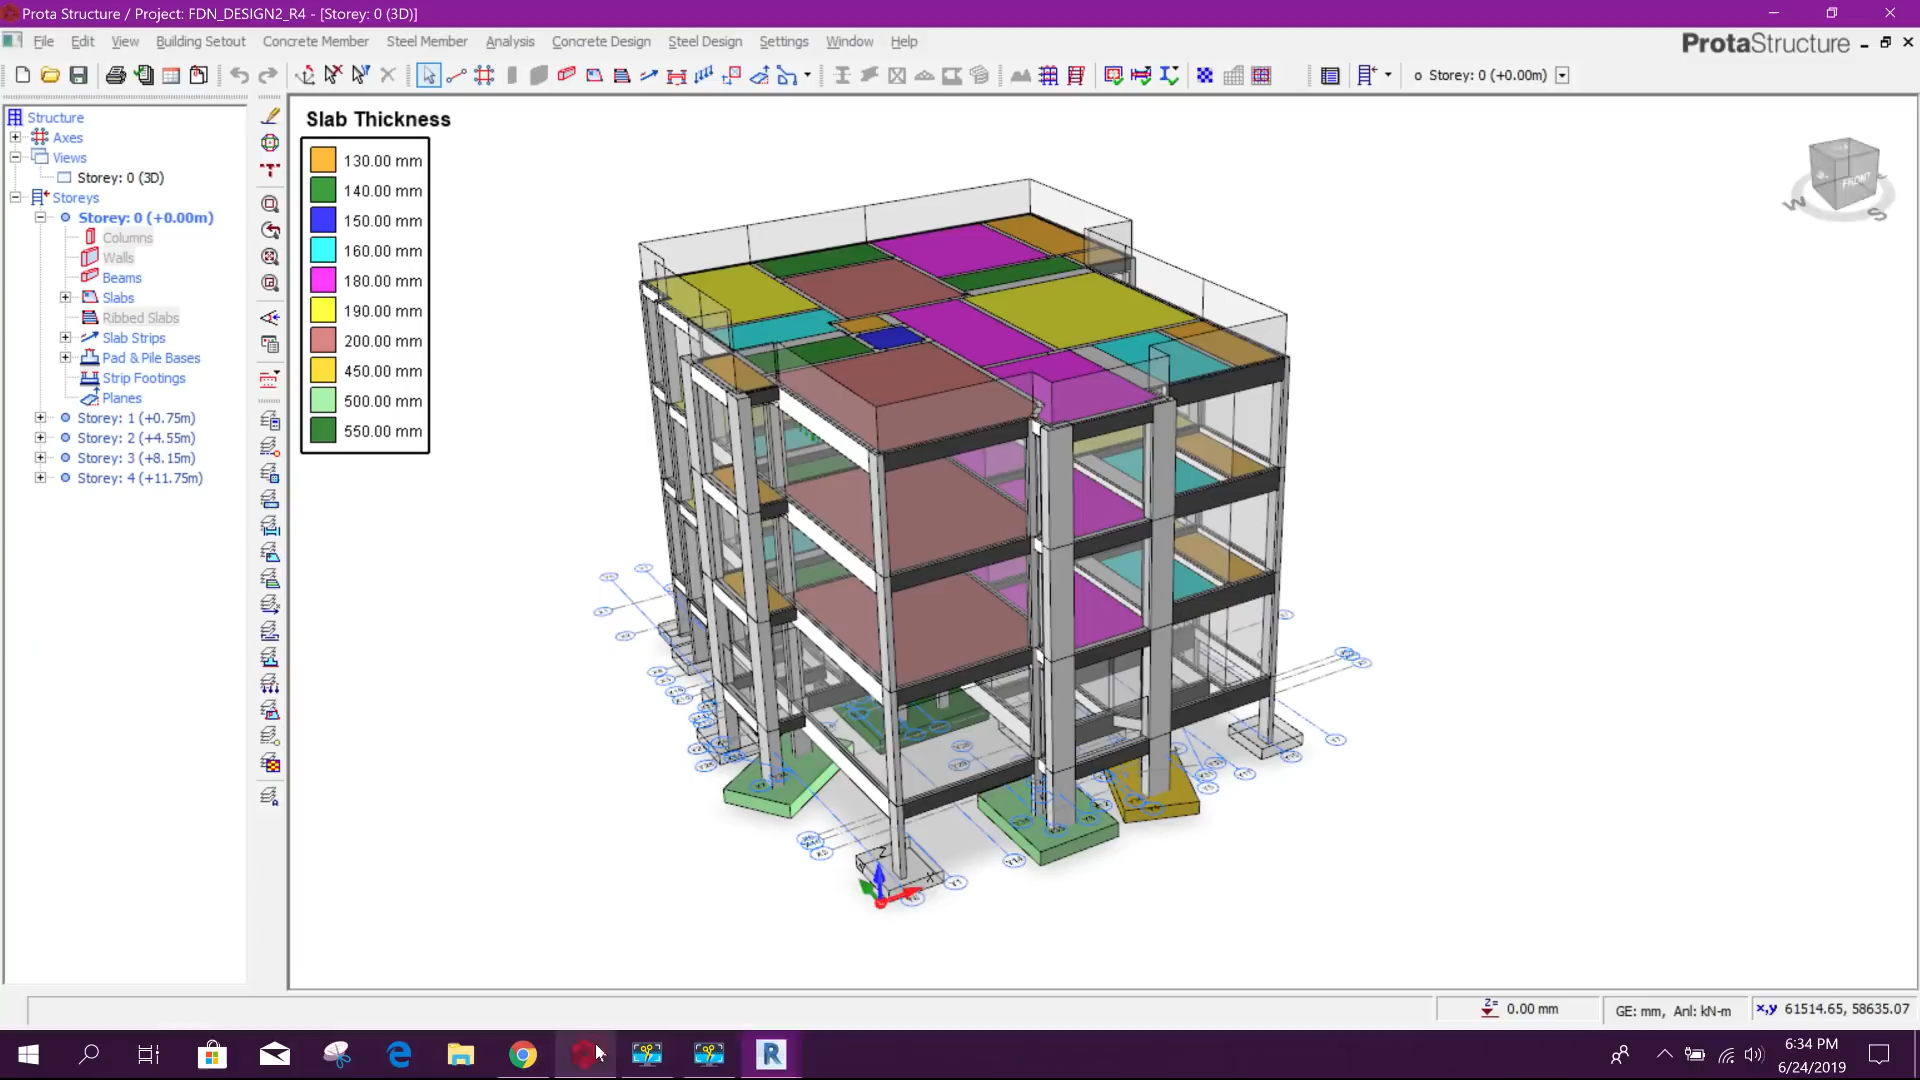 Prota Structure / Project: FDN_DESIGN2_R4 - [Storey: 0 (3D)]
File Edit View Building Setout Concrete Member Steel Member Analysis Concrete Design Steel Design Settings Window Help
ProtaStructure
Storey: 0 (+0.00m)
Structure
Axes
Views
Storey: 0 (3D)
Storeys
Storey: 0 (+0.00m)
Columns
Walls
Beams
Slabs
Ribbed Slabs
Slab Strips
Pad & Pile Bases
Strip Footings
Planes
Storey: 1 (+0.75m)
Storey: 2 (+4.55m)
Storey: 3 (+8.15m)
Storey: 4 (+11.75m)
Slab Thickness
130.00 mm
140.00 mm
150.00 mm
160.00 mm
180.00 mm
190.00 mm
200.00 mm
450.00 mm
500.00 mm
550.00 mm
FRONT
W
S
Z
X
Y1
Z= 0.00 mm
GE: mm, Anl: kN-m
x,y 61514.65, 58635.07
R
6:34 PM
6/24/2019